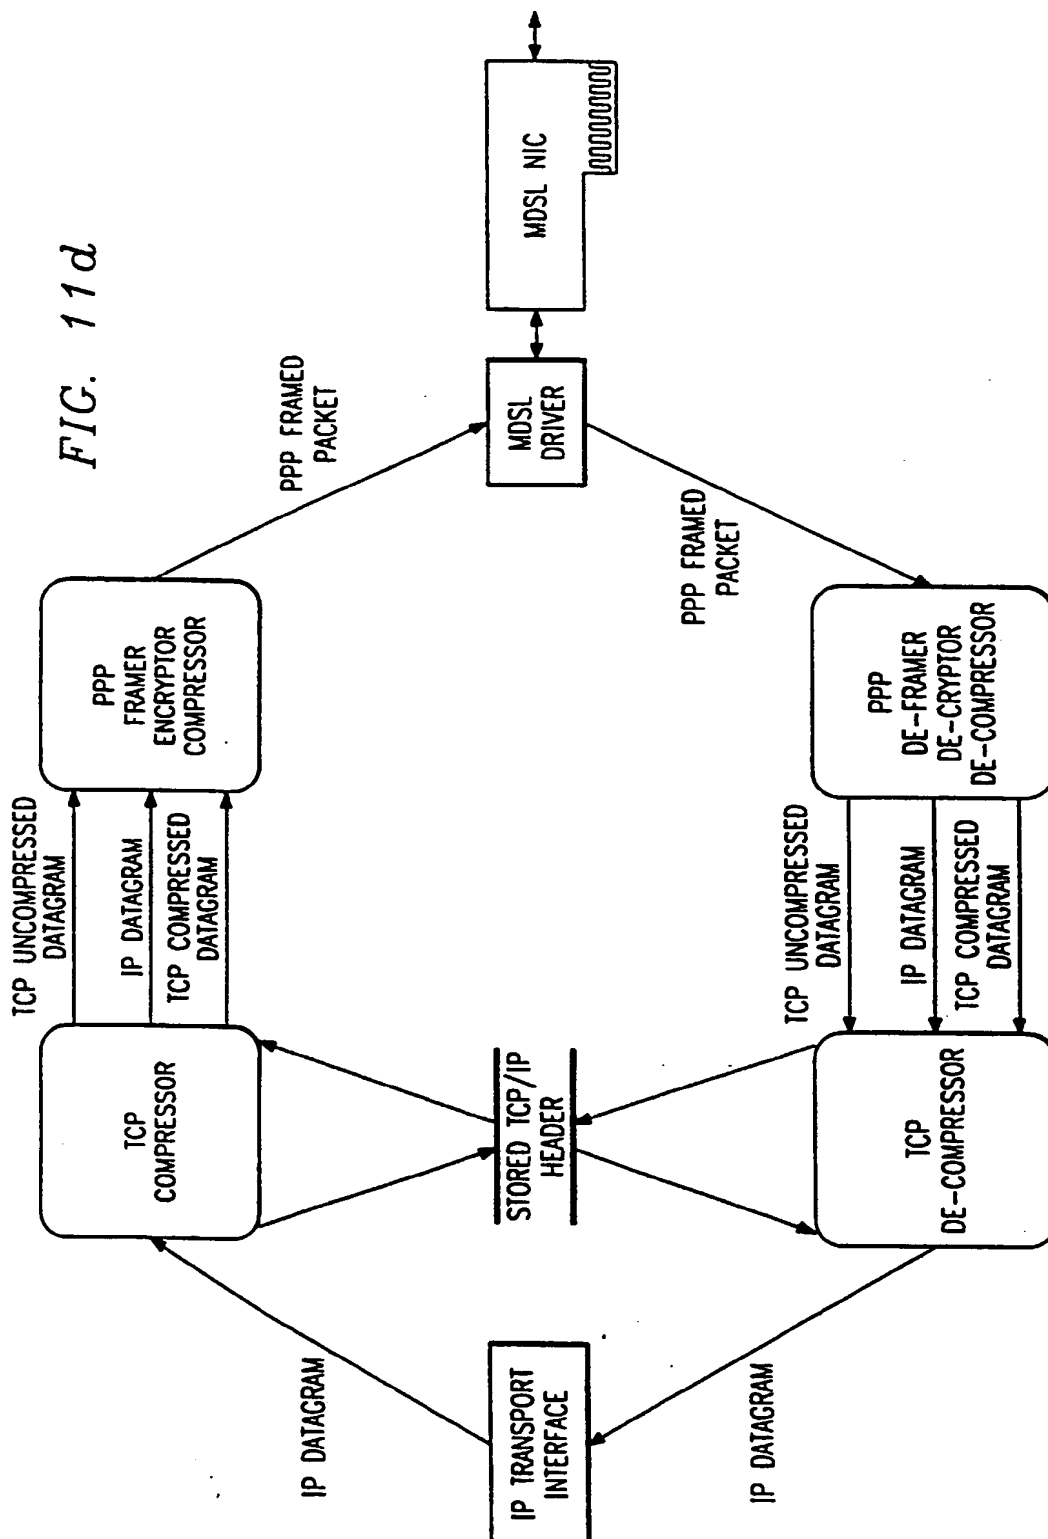 FIG. 11d
TCP UNCOMPRESSED
DATAGRAM
IP DATAGRAM
TCP COMPRESSED
DATAGRAM
TCP
COMPRESSOR
PPP
FRAMER
ENCRYPTOR
COMPRESSOR
PPP FRAMED
PACKET
IP DATAGRAM
IP TRANSPORT
INTERFACE
STORED TCP/IP
HEADER
MDSL
DRIVER
MDSL NIC
PPP FRAMED
PACKET
IP DATAGRAM
TCP
DE-COMPRESSOR
TCP UNCOMPRESSED
DATAGRAM
IP DATAGRAM
TCP COMPRESSED
DATAGRAM
PPP
DE-FRAMER
DE-CRYPTOR
DE-COMPRESSOR